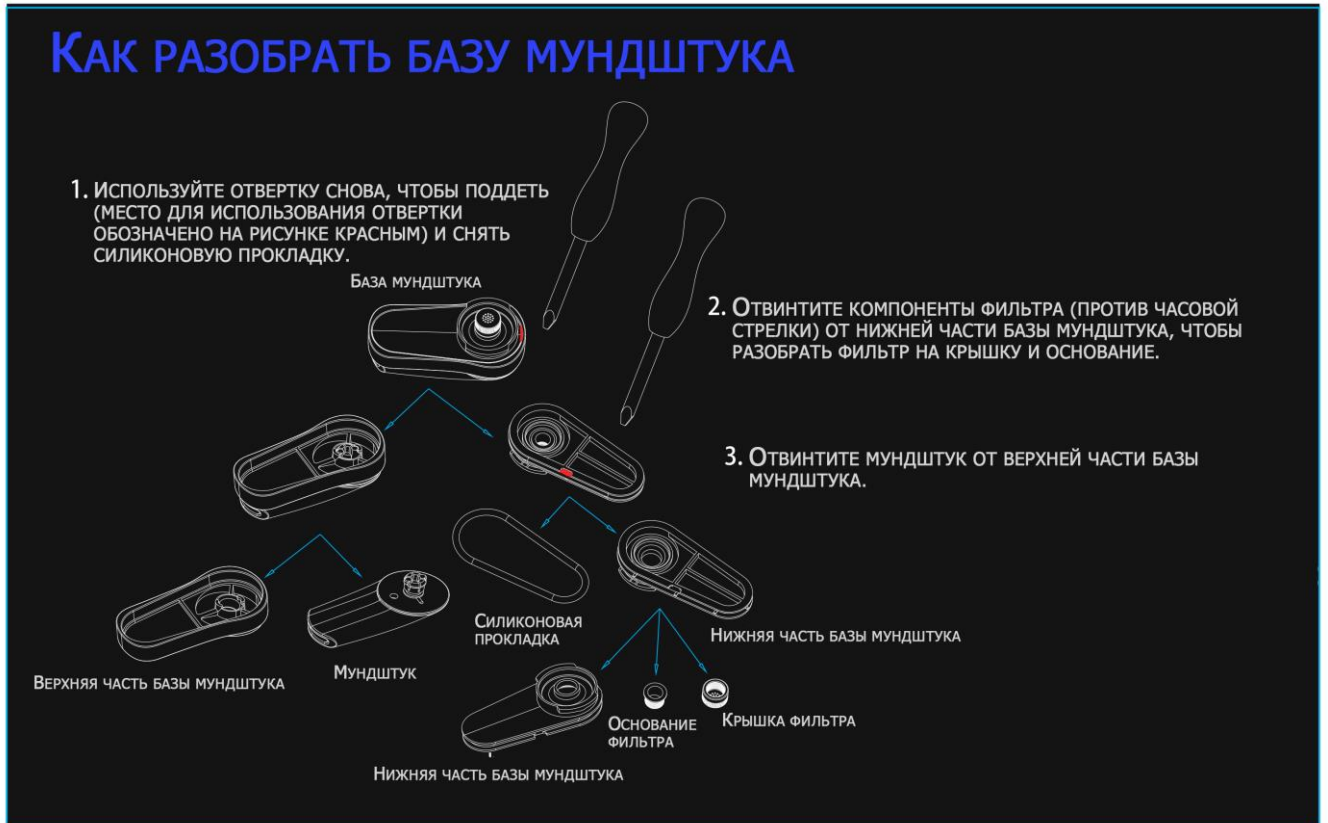 Как разобрать базу мундштука
1. Используйте отвертку снова, чтобы поддеть
(место для использования отвертки
обозначено на рисунке красным) и снять
силиконовую прокладку.
База мундштука
2. Отвинтите компоненты фильтра (против часовой
стрелки) от нижней части базы мундштука, чтобы
разобрать фильтр на крышку и основание.
3. Отвинтите мундштук от верхней части базы
мундштука.
Силиконовая
прокладка
Нижняя часть базы мундштука
Верхняя часть базы мундштука
Мундштук
Основание
фильтра
Крышка фильтра
Нижняя часть базы мундштука